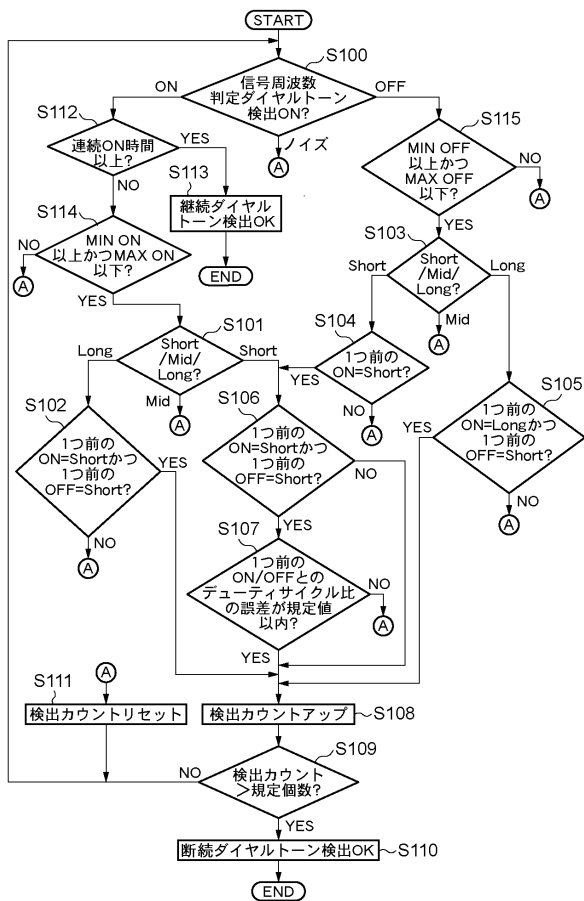 START
S100
信号周波数
判定ダイヤルトーン
検出ON?
ON
OFF
ノイズ
A
S112
連続ON時間
以上?
YES
NO
S113
継続ダイヤル
トーン検出OK
END
S115
MIN OFF
以上かつ
MAX OFF
以下?
NO
A
YES
S114
MIN ON
以上かつMAX ON
以下?
NO
A
YES
S103
Short
/Mid/
Long?
Short
Long
Mid
A
S101
Short
/Mid/
Long?
Long
Short
Mid
A
S104
1つ前の
ON=Short?
YES
NO
A
S105
1つ前の
ON=Longかつ
1つ前の
OFF=Short?
YES
NO
A
S102
1つ前の
ON=Shortかつ
1つ前の
OFF=Short?
YES
NO
A
S106
1つ前の
ON=Shortかつ
1つ前の
OFF=Short?
NO
YES
S107
1つ前の
ON/OFFとの
デューティサイクル比
の誤差が規定値
以内?
NO
A
YES
A
S111
検出カウントリセット
検出カウントアップ
S108
S109
検出カウント
>規定個数?
NO
YES
断続ダイヤルトーン検出OK
S110
END